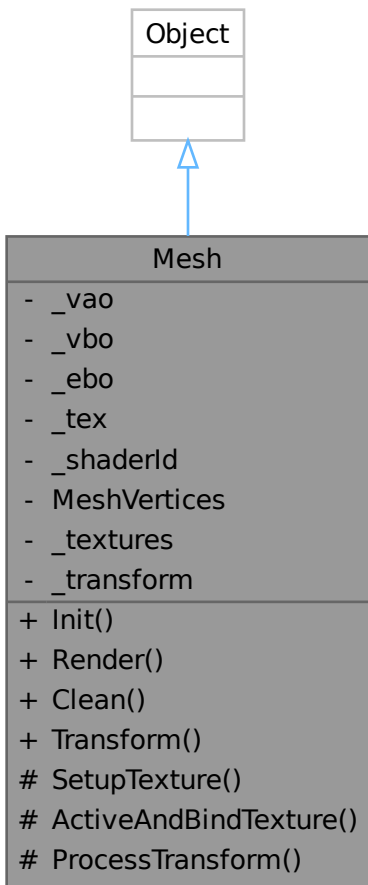 Object
Mesh
- _vao
- _vbo
- _ebo
- _tex
- _shaderId
- MeshVertices
- _textures
- _transform
+ Init()
+ Render()
+ Clean()
+ Transform()
# SetupTexture()
# ActiveAndBindTexture()
# ProcessTransform()